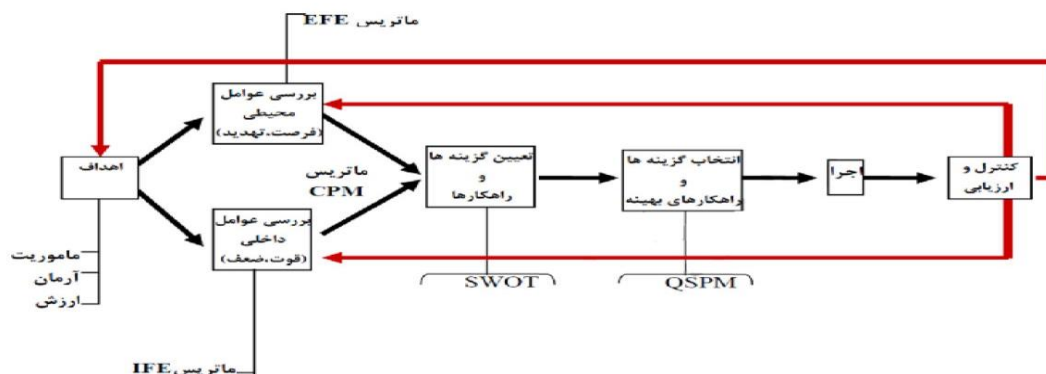 ماتریس EFE
بررسی عوامل
محیطی
(فرصت.تهدید)
اهداف
ماموریت
آرمان
ارزش
ماتریس
CPM
بررسی عوامل
داخلی
(قوت.ضعف)
ماتریس IFE
تعیین گزینه ها
و
راهکارها
SWOT
انتخاب گزینه ها
و
راهکارهای بهینه
QSPM
اجرا
کنترل و
ارزیابی